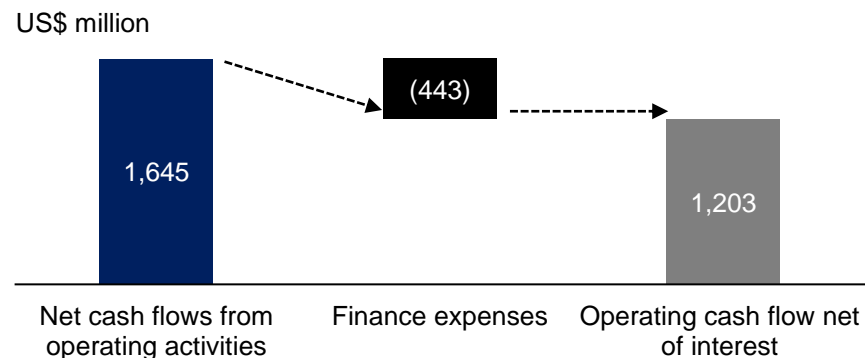 US$ million
(443)
1,645
1,203
Net cash flows from
operating activities
Finance expenses
Operating cash flow net
of interest